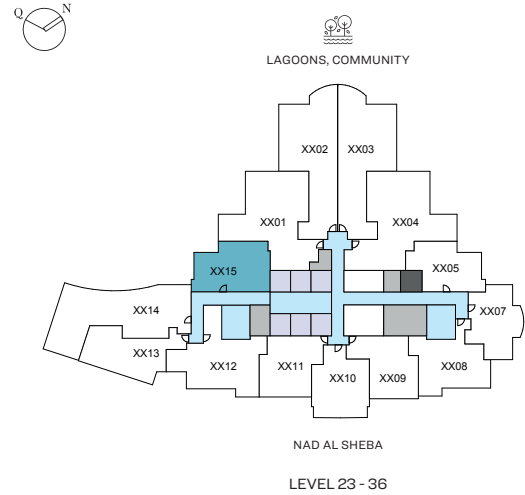 Q N
LAGOONS, COMMUNITY
XX02 XX03
XX01 XX04
XX15 XX05
XX14 XX07
XX13 XX12 XX11 XX10 XX09 XX08
NAD AL SHEBA
LEVEL 23 - 36